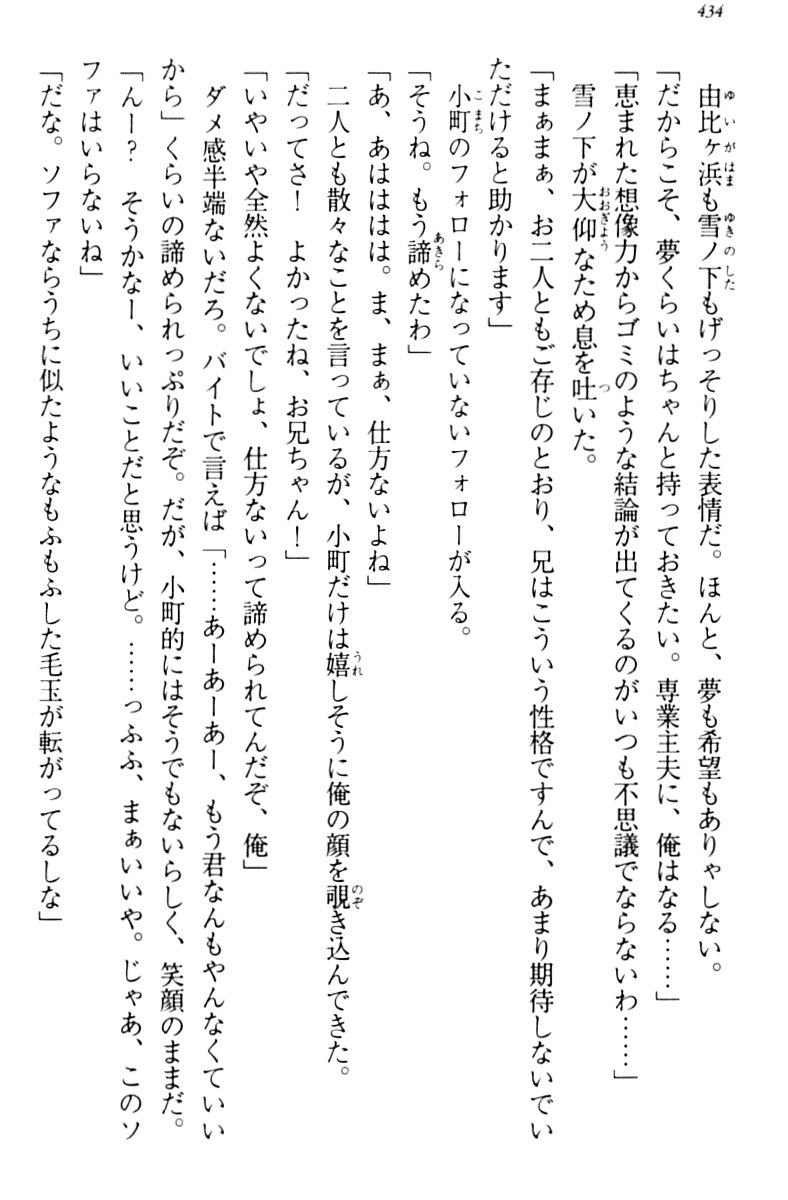 434
由比ヶ浜も雪ノ下もげっそりした表情だ。ほんと、夢も希望もありゃしない。
「だからこそ、夢くらいはちゃんと持っておきたい。専業主夫に、俺はなる……」
「恵まれた想像力からゴミのような結論が出てくるのがいつも不思議でならないわ……」
雪ノ下が大仰なため息を吐いた。
「まぁまぁ、お二人ともご存じのとおり、兄はこういう性格ですんで、あまり期待しないでい
ただけると助かります」
小町のフォローになっていないフォローが入る。
「そうね。もう諦めたわ」
「あ、あはははは。ま、まぁ、仕方ないよね」
二人とも散々なことを言っているが、小町だけは嬉しそうに俺の顔を覗き込んできた。
「だってさ！　よかったね、お兄ちゃん！」
「いやいや全然よくないでしょ、仕方ないって諦められてんだぞ、俺」
ダメ感半端ないだろ。バイトで言えば「……あーあーあー、もう君なんもやんなくていい
から」くらいの諦められっぷりだぞ。だが、小町的にはそうでもないらしく、笑顔のままだ。
「んー？　そうかなー、いいことだと思うけど。……っふふ、まぁいいや。じゃあ、このソ
ファはいらないね」
「だな。ソファならうちに似たようなもふもふした毛玉が転がってるしな」